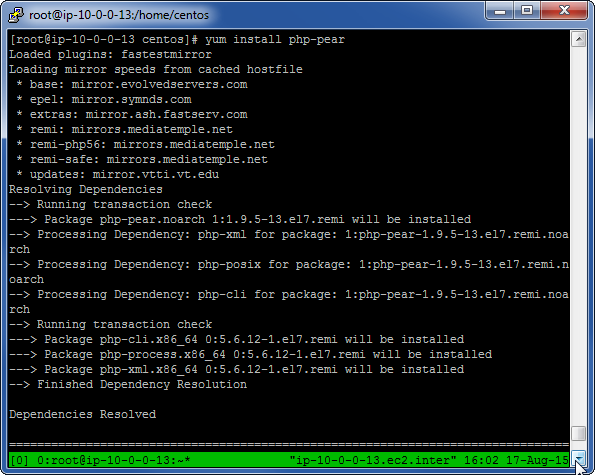 root@ip-10-0-0-13:/home/centos
[root@ip-10-0-0-13 centos]# yum install php-pear
Loaded plugins: fastestmirror
Loading mirror speeds from cached hostfile
 * base: mirror.evolvedservers.com
 * epel: mirror.symnds.com
 * extras: mirror.ash.fastserv.com
 * remi: mirrors.mediatemple.net
 * remi-php56: mirrors.mediatemple.net
 * remi-safe: mirrors.mediatemple.net
 * updates: mirror.vtti.vt.edu
Resolving Dependencies
--> Running transaction check
---> Package php-pear.noarch 1:1.9.5-13.el7.remi will be installed
--> Processing Dependency: php-xml for package: 1:php-pear-1.9.5-13.el7.remi.noa
rch
--> Processing Dependency: php-posix for package: 1:php-pear-1.9.5-13.el7.remi.n
oarch
--> Processing Dependency: php-cli for package: 1:php-pear-1.9.5-13.el7.remi.noa
rch
--> Running transaction check
---> Package php-cli.x86_64 0:5.6.12-1.el7.remi will be installed
---> Package php-process.x86_64 0:5.6.12-1.el7.remi will be installed
---> Package php-xml.x86_64 0:5.6.12-1.el7.remi will be installed
--> Finished Dependency Resolution
Dependencies Resolved
================================================================================
[0] 0:root@ip-10-0-0-13:~* "ip-10-0-0-13.ec2.inter" 16:02 17-Aug-15